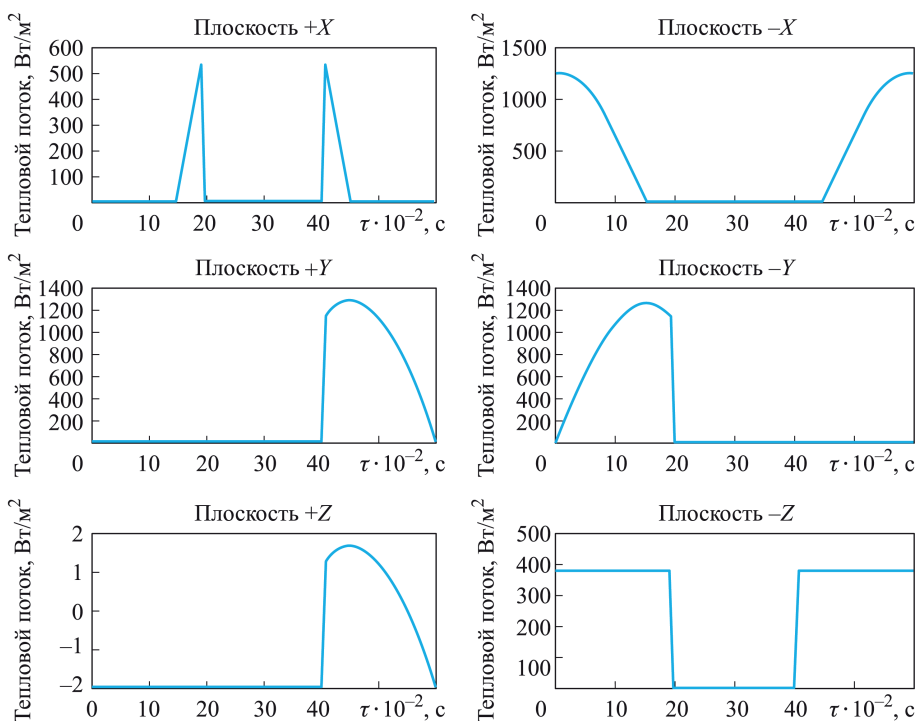 Плоскость +X
Тепловой поток, Вт/м²
600
500
400
300
200
100
0 10 20 30 40 τ·10⁻², с
Плоскость –X
Тепловой поток, Вт/м²
1500
1000
500
0 10 20 30 40 τ·10⁻², с
Плоскость +Y
Тепловой поток, Вт/м²
1400
1200
1000
800
600
400
200
0 10 20 30 40 τ·10⁻², с
Плоскость –Y
Тепловой поток, Вт/м²
1400
1200
1000
800
600
400
200
0 10 20 30 40 τ·10⁻², с
Плоскость +Z
Тепловой поток, Вт/м²
2
1
0
–1
–2
0 10 20 30 40 τ·10⁻², с
Плоскость –Z
Тепловой поток, Вт/м²
500
400
300
200
100
0 10 20 30 40 τ·10⁻², с